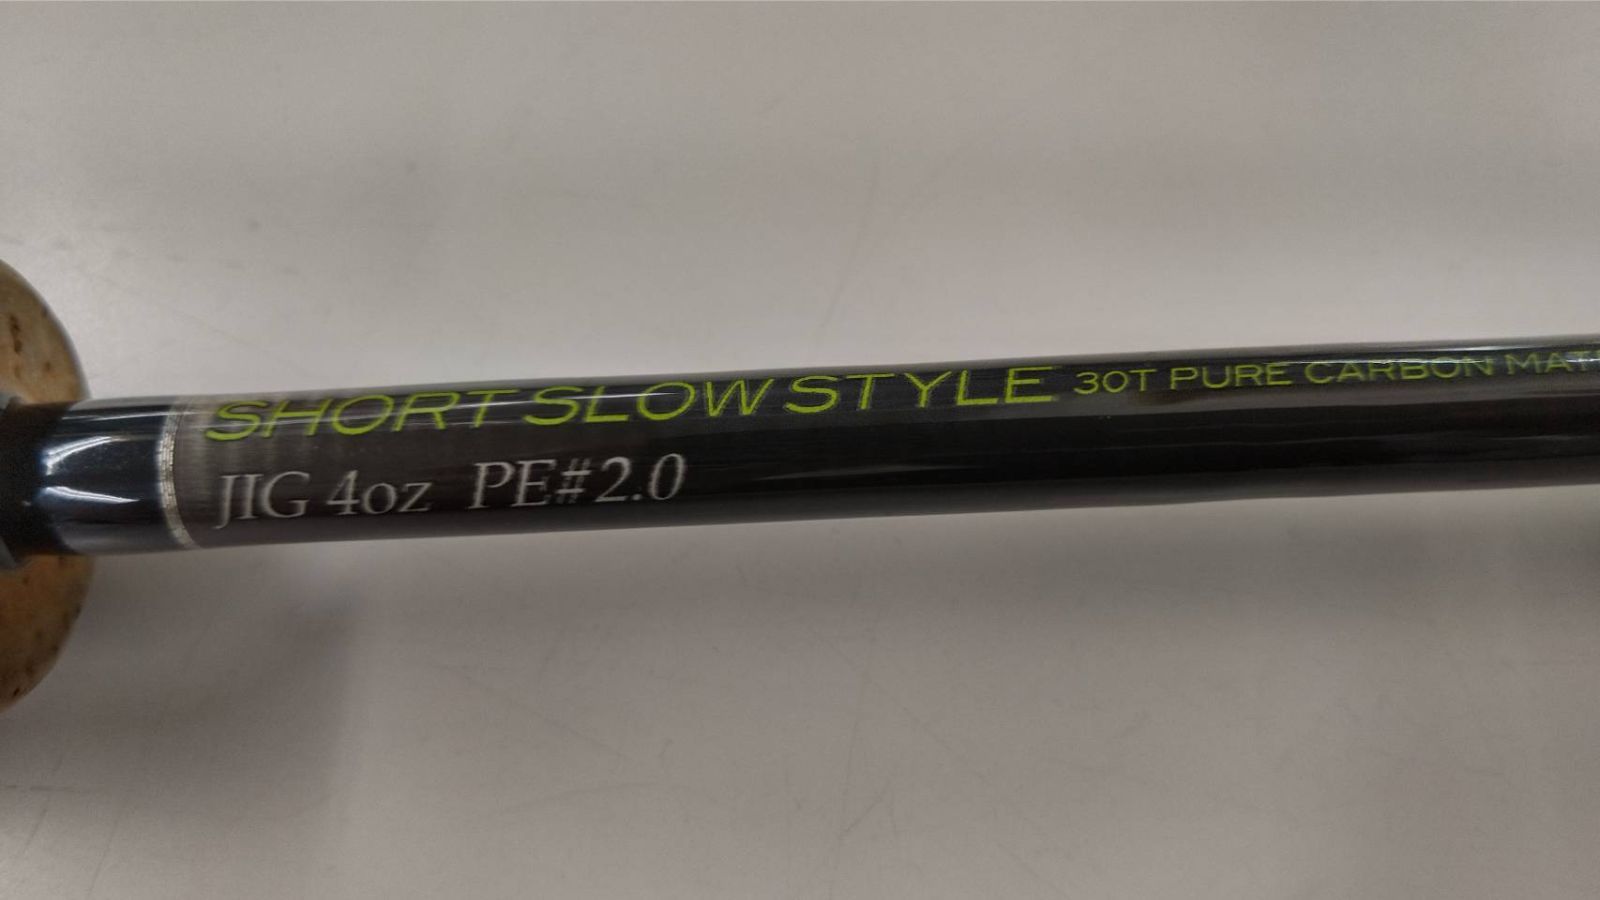 SHORT SLOW STYLE 30T PURE CARBON
JIG 4oz PE#2.0